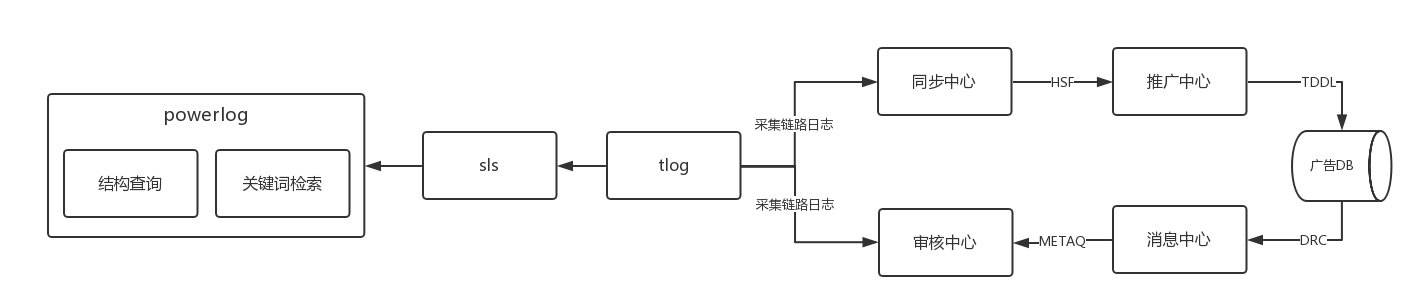 powerlog
结构查询
关键词检索
sls
tlog
采集链路日志
采集链路日志
同步中心
HSF
推广中心
TDDL
广告DB
DRC
消息中心
METAQ
审核中心